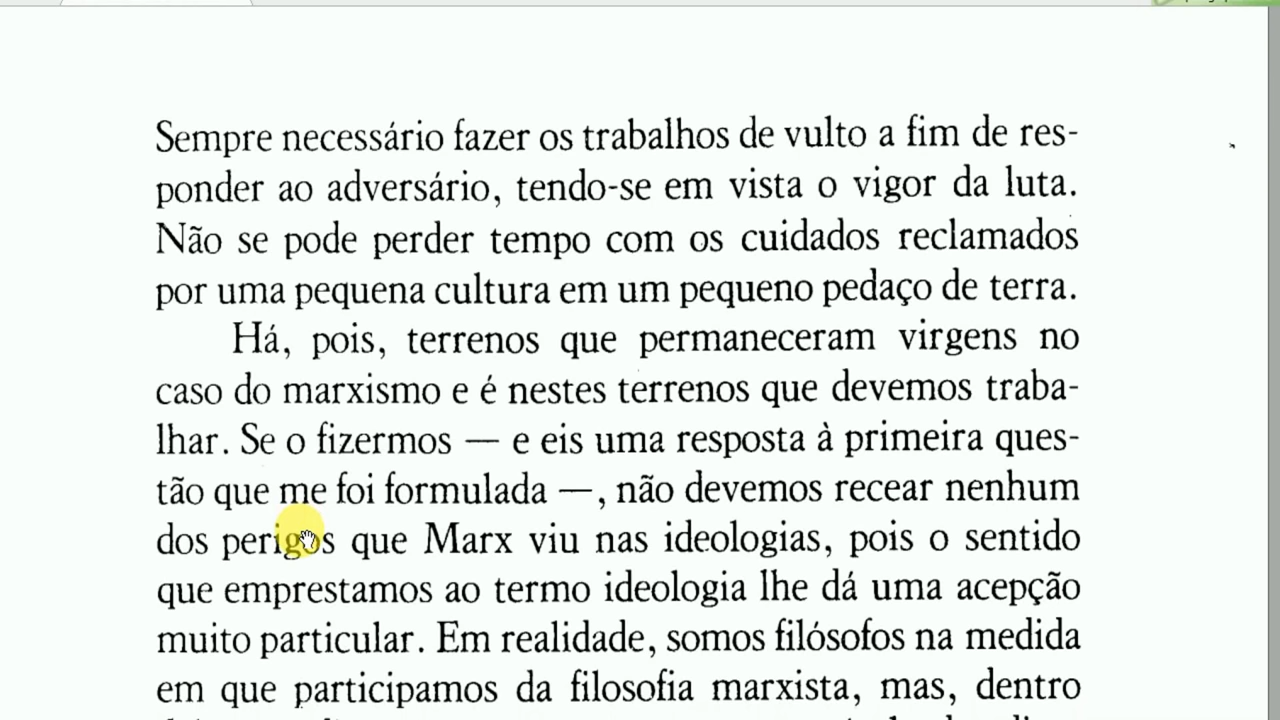 Sempre necessário fazer os trabalhos de vulto a fim de res-
ponder ao adversário, tendo-se em vista o vigor da luta.
Não se pode perder tempo com os cuidados reclamados
por uma pequena cultura em um pequeno pedaço de terra.
Há, pois, terrenos que permaneceram virgens no
caso do marxismo e é nestes terrenos que devemos traba-
lhar. Se o fizermos — e eis uma resposta à primeira ques-
tão que me foi formulada —, não devemos recear nenhum
dos perigos que Marx viu nas ideologias, pois o sentido
que emprestamos ao termo ideologia lhe dá uma acepção
muito particular. Em realidade, somos filósofos na medida
em que participamos da filosofia marxista, mas, dentro